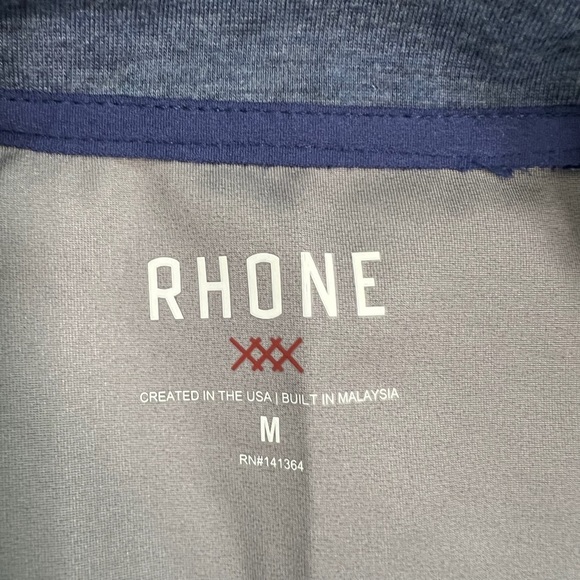 RHONE
CREATED IN THE USA | BUILT IN MALAYSIA
M
RN#141364